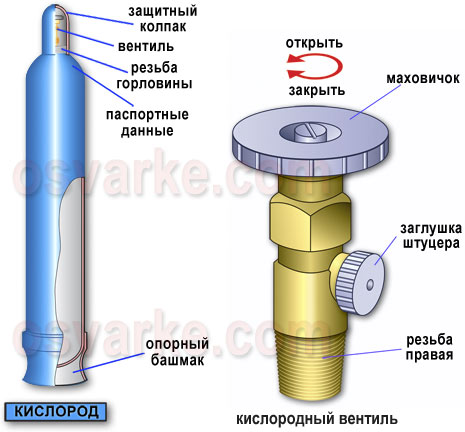 защитный
колпак
вентиль
резьба
горловины
паспортные
данные
опорный
башмак
КИСЛОРОД
открыть
закрыть
маховичок
заглушка
штуцера
резьба
правая
кислородный вентиль
osvarke.com
osvarke.com